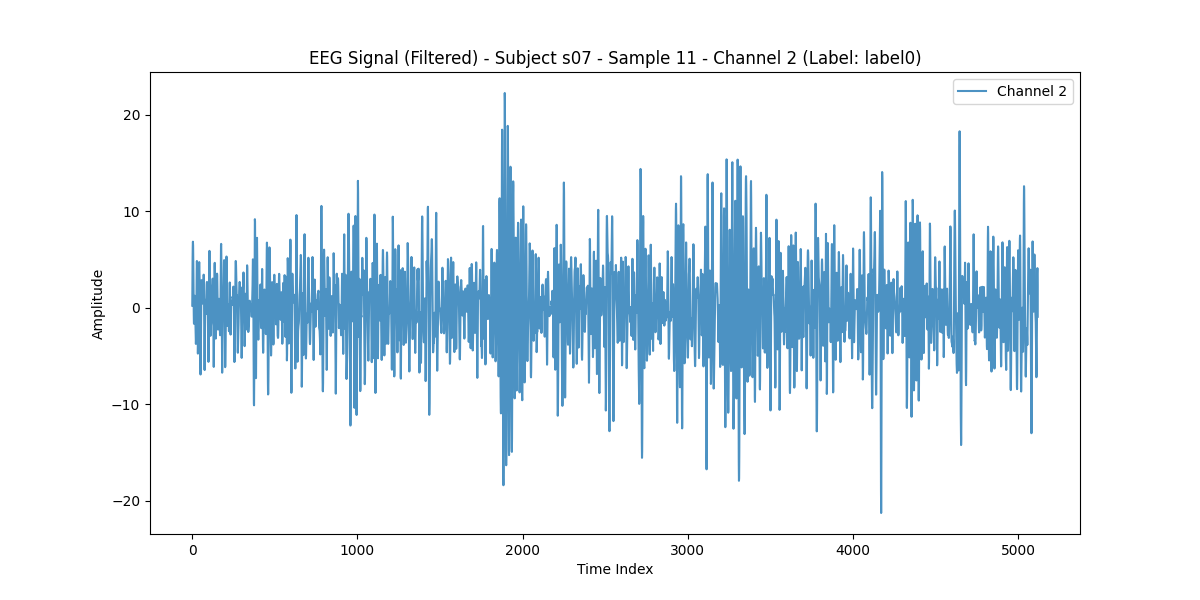 EEG Signal (Filtered) - Subject s07 - Sample 11 - Channel 2 (Label: label0)
Channel 2
20
10
0
−10
−20
Amplitude
0
1000
2000
3000
4000
5000
Time Index